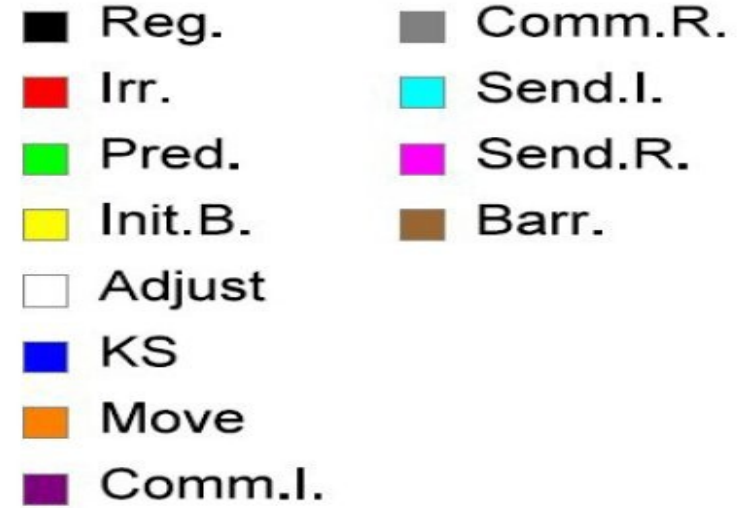 Reg.
Irr.
Pred.
Init.B.
Adjust
KS
Move
Comm.I.
Comm.R.
Send.I.
Send.R.
Barr.